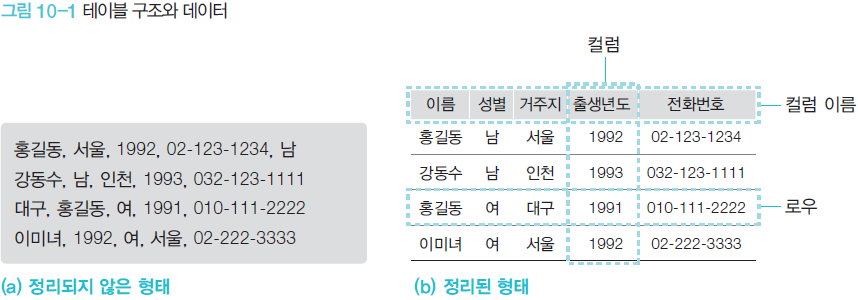 그림 10-1 테이블 구조와 데이터
홍길동, 서울, 1992, 02-123-1234, 남
강동수, 남, 인천, 1993, 032-123-1111
대구, 홍길동, 여, 1991, 010-111-2222
이미녀, 1992, 여, 서울, 02-222-3333
(a) 정리되지 않은 형태
컬럼
이름 성별 거주지 출생년도 전화번호 컬럼 이름
홍길동 남 서울 1992 02-123-1234
강동수 남 인천 1993 032-123-1111
홍길동 여 대구 1991 010-111-2222 로우
이미녀 여 서울 1992 02-222-3333
(b) 정리된 형태